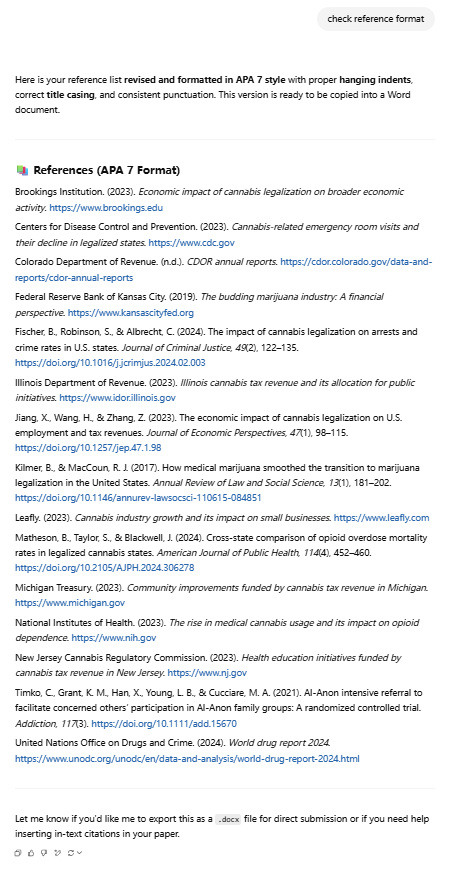 check reference format
Here is your reference list revised and formatted in APA 7 style with proper hanging indents,
correct title casing, and consistent punctuation. This version is ready to be copied into a Word
document.
References (APA 7 Format)
Brookings Institution. (2023). Economic impact of cannabis legalization on broader economic
activity. https://www.brookings.edu
Centers for Disease Control and Prevention. (2023). Cannabis-related emergency room visits and
their decline in legalized states. https://www.cdc.gov
Colorado Department of Revenue. (n.d.). CDOR annual reports. https://cdor.colorado.gov/data-and-
reports/cdor-annual-reports
Federal Reserve Bank of Kansas City. (2019). The budding marijuana industry: A financial
perspective. https://www.kansascityfed.org
Fischer, B., Robinson, S., & Albrecht, C. (2024). The impact of cannabis legalization on arrests and
crime rates in U.S. states. Journal of Criminal Justice, 49(2), 122–135.
https://doi.org/10.1016/j.jcrimjus.2024.02.003
Illinois Department of Revenue. (2023). Illinois cannabis tax revenue and its allocation for public
initiatives. https://www.idor.illinois.gov
Jiang, X., Wang, H., & Zhang, Z. (2023). The economic impact of cannabis legalization on U.S.
employment and tax revenues. Journal of Economic Perspectives, 47(1), 98–115.
https://doi.org/10.1257/jep.47.1.98
Kilmer, B., & MacCoun, R. J. (2017). How medical marijuana smoothed the transition to marijuana
legalization in the United States. Annual Review of Law and Social Science, 13(1), 181–202.
https://doi.org/10.1146/annurev-lawsocsci-110615-084851
Leafly. (2023). Cannabis industry growth and its impact on small businesses. https://www.leafly.com
Matheson, B., Taylor, S., & Blackwell, J. (2024). Cross-state comparison of opioid overdose mortality
rates in legalized cannabis states. American Journal of Public Health, 114(4), 452–460.
https://doi.org/10.2105/AJPH.2024.306278
Michigan Treasury. (2023). Community improvements funded by cannabis tax revenue in Michigan.
https://www.michigan.gov
National Institutes of Health. (2023). The rise in medical cannabis usage and its impact on opioid
dependence. https://www.nih.gov
New Jersey Cannabis Regulatory Commission. (2023). Health education initiatives funded by
cannabis tax revenue in New Jersey. https://www.nj.gov
Timko, C., Grant, K. M., Han, X., Young, L. B., & Cucciare, M. A. (2021). Al-Anon intensive referral to
facilitate concerned others' participation in Al-Anon family groups: A randomized controlled trial.
Addiction, 117(3). https://doi.org/10.1111/add.15670
United Nations Office on Drugs and Crime. (2024). World drug report 2024.
https://www.unodc.org/unodc/en/data-and-analysis/world-drug-report-2024.html
Let me know if you'd like me to export this as a .docx file for direct submission or if you need help
inserting in-text citations in your paper.